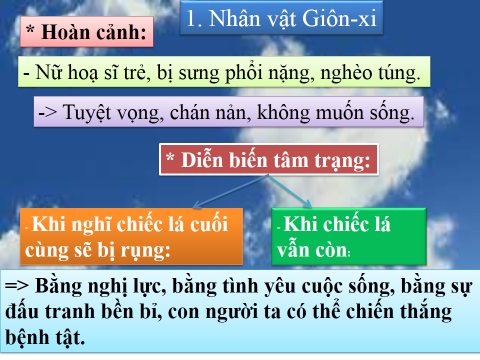 1. Nhân vật Giôn-xi
* Hoàn cảnh:
- Nữ hoạ sĩ trẻ, bị sưng phổi nặng, nghèo túng.
-> Tuyệt vọng, chán nản, không muốn sống.
* Diễn biến tâm trạng:
- Khi nghĩ chiếc lá cuối
cùng sẽ bị rụng:
- Khi chiếc lá
vẫn còn:
=> Bằng nghị lực, bằng tình yêu cuộc sống, bằng sự
đấu tranh bền bỉ, con người ta có thể chiến thắng
bệnh tật.